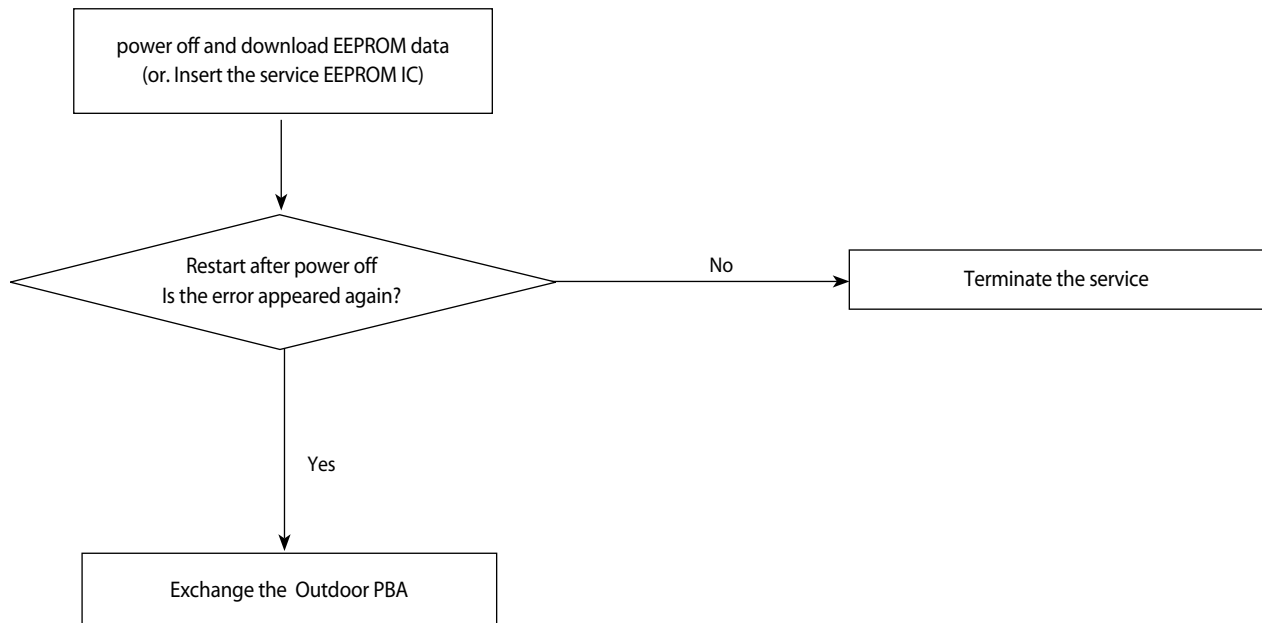 power off and download EEPROM data
(or. Insert the service EEPROM IC)
Restart after power off
Is the error appeared again?
No
Terminate the service
Yes
Exchange the Outdoor PBA